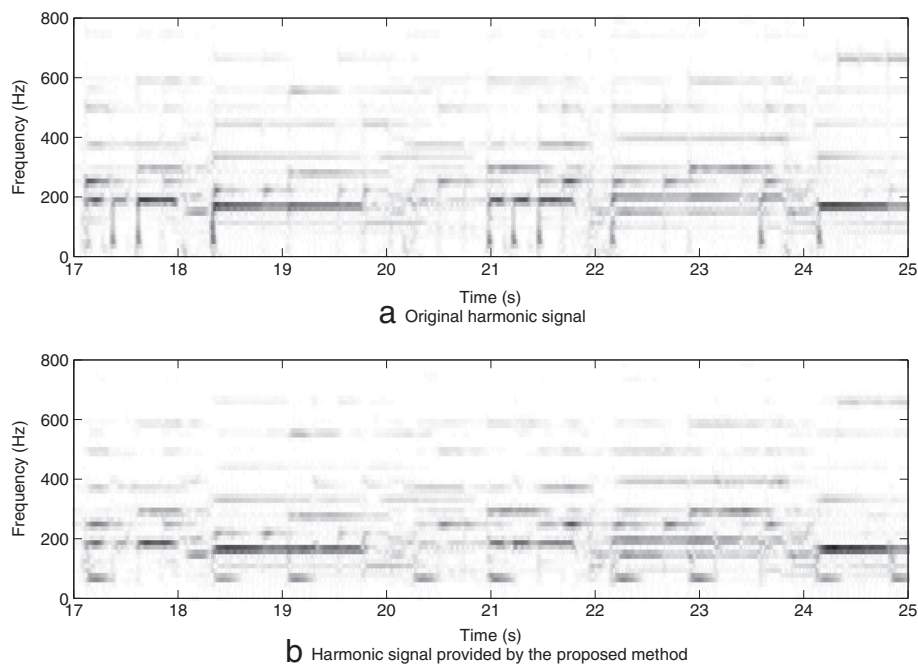 800
600
400
200
0
Frequency (Hz)
17 18 19 20 21 22 23 24 25
Time (s)
a Original harmonic signal
800
600
400
200
0
Frequency (Hz)
17 18 19 20 21 22 23 24 25
Time (s)
b Harmonic signal provided by the proposed method